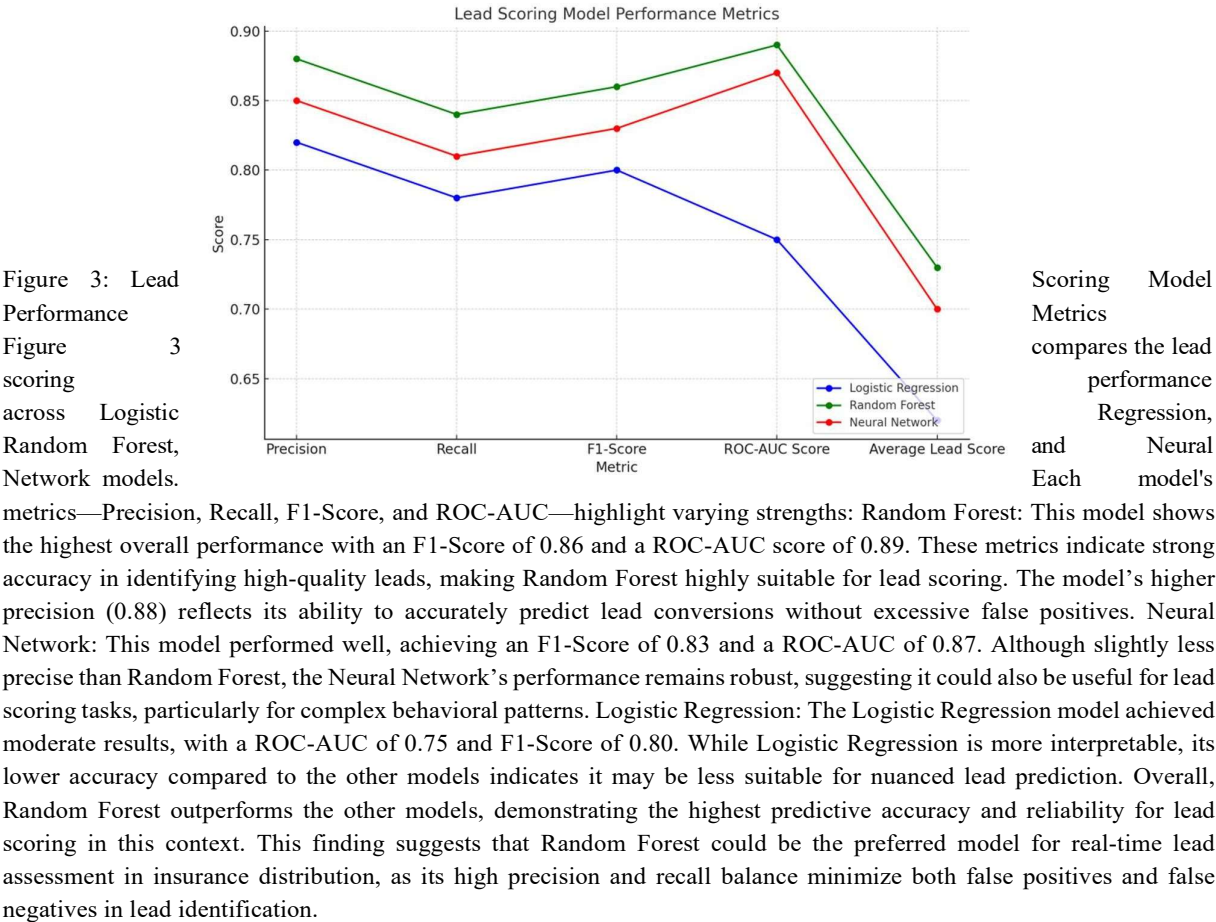 Lead Scoring Model Performance Metrics
0.90
0.85
0.80
0.75
0.70
0.65
Score
Precision
Recall
F1-Score
ROC-AUC Score
Average Lead Score
Metric
Logistic Regression
Random Forest
Neural Network
Figure 3: Lead Scoring Model
Performance Metrics
Figure 3 compares the lead
scoring performance
across Logistic Regression,
Random Forest, and Neural
Network models. Each model's
metrics—Precision, Recall, F1-Score, and ROC-AUC—highlight varying strengths: Random Forest: This model shows
the highest overall performance with an F1-Score of 0.86 and a ROC-AUC score of 0.89. These metrics indicate strong
accuracy in identifying high-quality leads, making Random Forest highly suitable for lead scoring. The model’s higher
precision (0.88) reflects its ability to accurately predict lead conversions without excessive false positives. Neural
Network: This model performed well, achieving an F1-Score of 0.83 and a ROC-AUC of 0.87. Although slightly less
precise than Random Forest, the Neural Network’s performance remains robust, suggesting it could also be useful for lead
scoring tasks, particularly for complex behavioral patterns. Logistic Regression: The Logistic Regression model achieved
moderate results, with a ROC-AUC of 0.75 and F1-Score of 0.80. While Logistic Regression is more interpretable, its
lower accuracy compared to the other models indicates it may be less suitable for nuanced lead prediction. Overall,
Random Forest outperforms the other models, demonstrating the highest predictive accuracy and reliability for lead
scoring in this context. This finding suggests that Random Forest could be the preferred model for real-time lead
assessment in insurance distribution, as its high precision and recall balance minimize both false positives and false
negatives in lead identification.